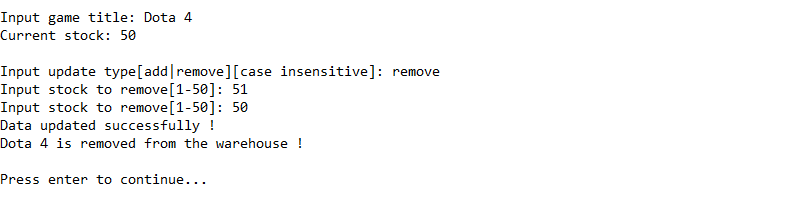 Input game title: Dota 4
Current stock: 50
Input update type[add|remove][case insensitive]: remove
Input stock to remove[1-50]: 51
Input stock to remove[1-50]: 50
Data updated successfully !
Dota 4 is removed from the warehouse !
Press enter to continue...